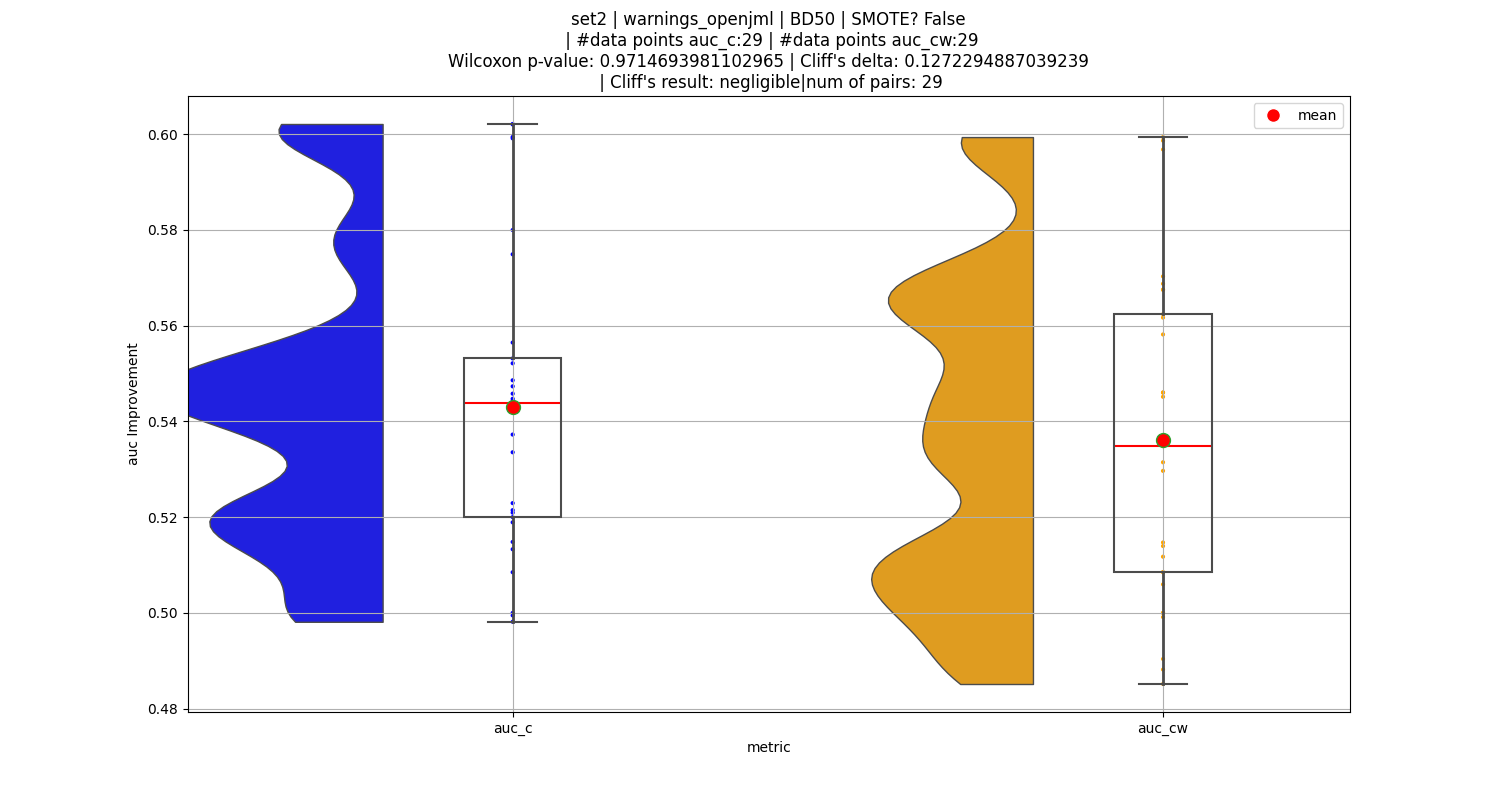 set2 | warnings_openjml | BD50 | SMOTE? False
| #data points auc_c:29 | #data points auc_cw:29
Wilcoxon p-value: 0.9714693981102965 | Cliff's delta: 0.1272294887039239
| Cliff's result: negligible|num of pairs: 29
mean
0.60
0.58
0.56
0.54
0.52
0.50
0.48
auc Improvement
auc_c
auc_cw
metric